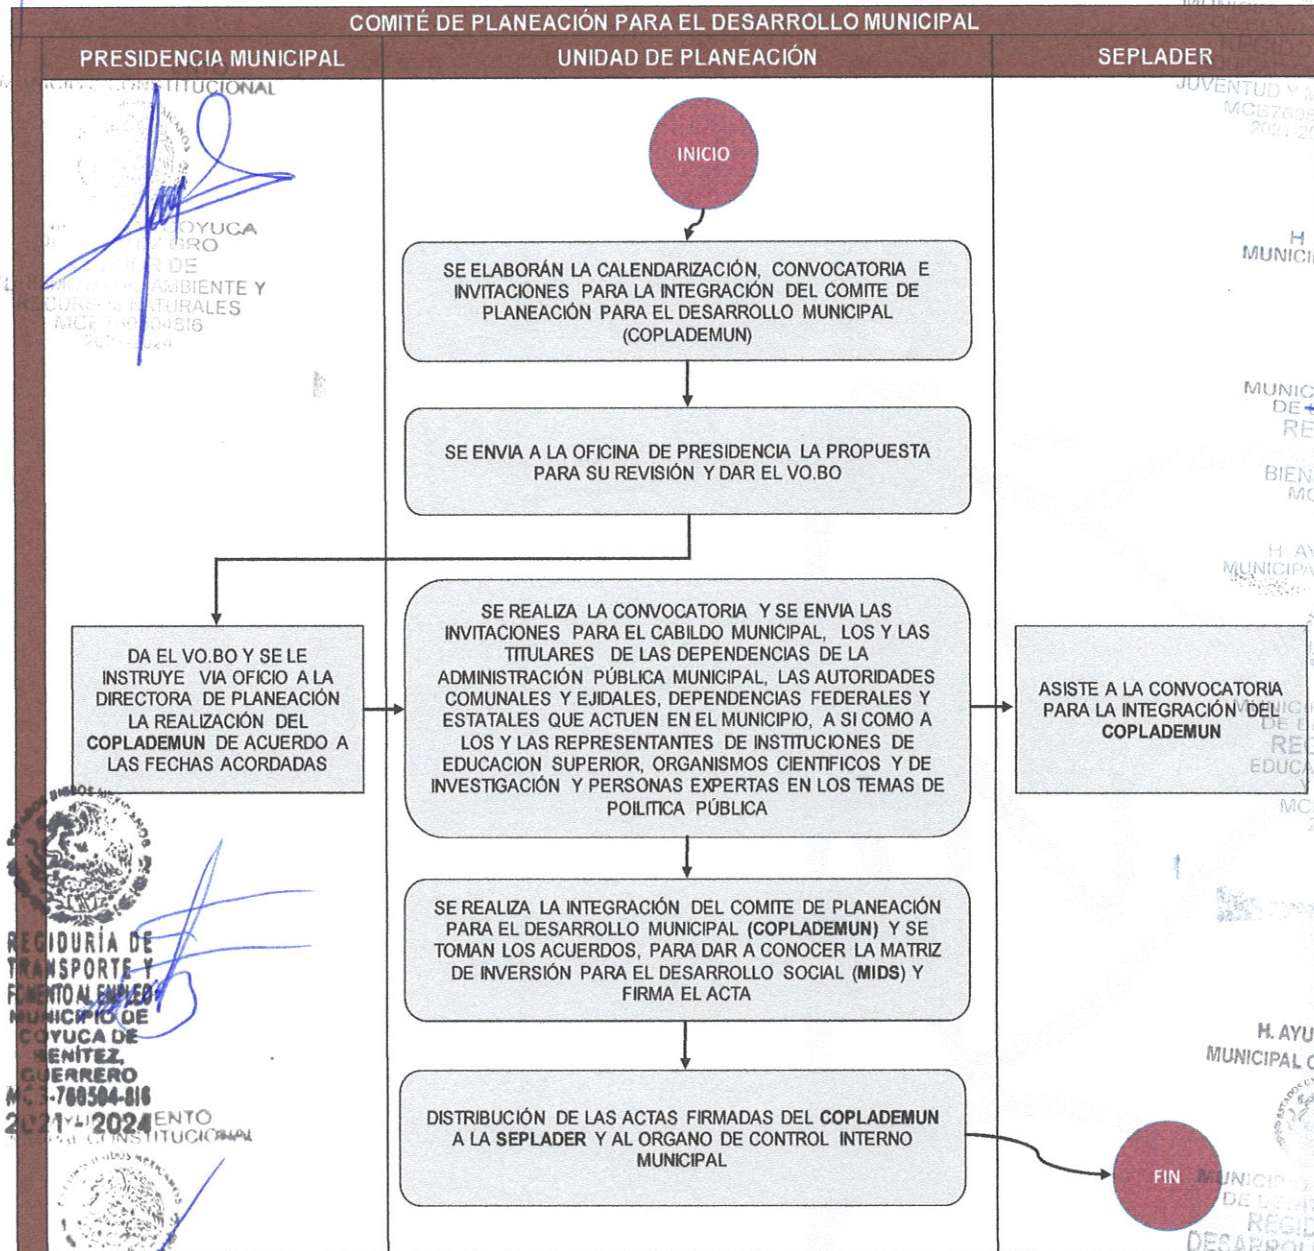 COMITÉ DE PLANEACIÓN PARA EL DESARROLLO MUNICIPAL
PRESIDENCIA MUNICIPAL
UNIDAD DE PLANEACIÓN
SEPLADER
CONSTITUCIONAL
JUVENTUD Y
INICIO
COYUCA
GRO
DE
AMBIENTE Y
NATURALES
SE ELABORÁN LA CALENDARIZACIÓN, CONVOCATORIA E
INVITACIONES PARA LA INTEGRACIÓN DEL COMITE DE
PLANEACIÓN PARA EL DESARROLLO MUNICIPAL
(COPLADEMUN)
SE ENVIA A LA OFICINA DE PRESIDENCIA LA PROPUESTA
PARA SU REVISIÓN Y DAR EL VO.BO
DA EL VO.BO Y SE LE
INSTRUYE VIA OFICIO A LA
DIRECTORA DE PLANEACIÓN
LA REALIZACIÓN DEL
COPLADEMUN DE ACUERDO A
LAS FECHAS ACORDADAS
SE REALIZA LA CONVOCATORIA Y SE ENVIA LAS
INVITACIONES PARA EL CABILDO MUNICIPAL, LOS Y LAS
TITULARES DE LAS DEPENDENCIAS DE LA
ADMINISTRACIÓN PÚBLICA MUNICIPAL, LAS AUTORIDADES
COMUNALES Y EJIDALES, DEPENDENCIAS FEDERALES Y
ESTATALES QUE ACTUEN EN EL MUNICIPIO, A SI COMO A
LOS Y LAS REPRESENTANTES DE INSTITUCIONES DE
EDUCACION SUPERIOR, ORGANISMOS CIENTIFICOS Y DE
INVESTIGACIÓN Y PERSONAS EXPERTAS EN LOS TEMAS DE
POILITICA PÚBLICA
ASISTE A LA CONVOCATORIA
PARA LA INTEGRACIÓN DEL
COPLADEMUN
SE REALIZA LA INTEGRACIÓN DEL COMITE DE PLANEACIÓN
PARA EL DESARROLLO MUNICIPAL (COPLADEMUN) Y SE
TOMAN LOS ACUERDOS, PARA DAR A CONOCER LA MATRIZ
DE INVERSIÓN PARA EL DESARROLLO SOCIAL (MIDS) Y
FIRMA EL ACTA
REGIDURÍA DE
TRANSPORTE Y
FOMENTO AL EMPLEO
MUNICIPIO DE
COYUCA DE
BENÍTEZ,
GUERRERO
2021 - 2024
CONSTITUCIONAL
H. AYU
MUNICIPAL C
DISTRIBUCIÓN DE LAS ACTAS FIRMADAS DEL COPLADEMUN
A LA SEPLADER Y AL ORGANO DE CONTROL INTERNO
MUNICIPAL
FIN